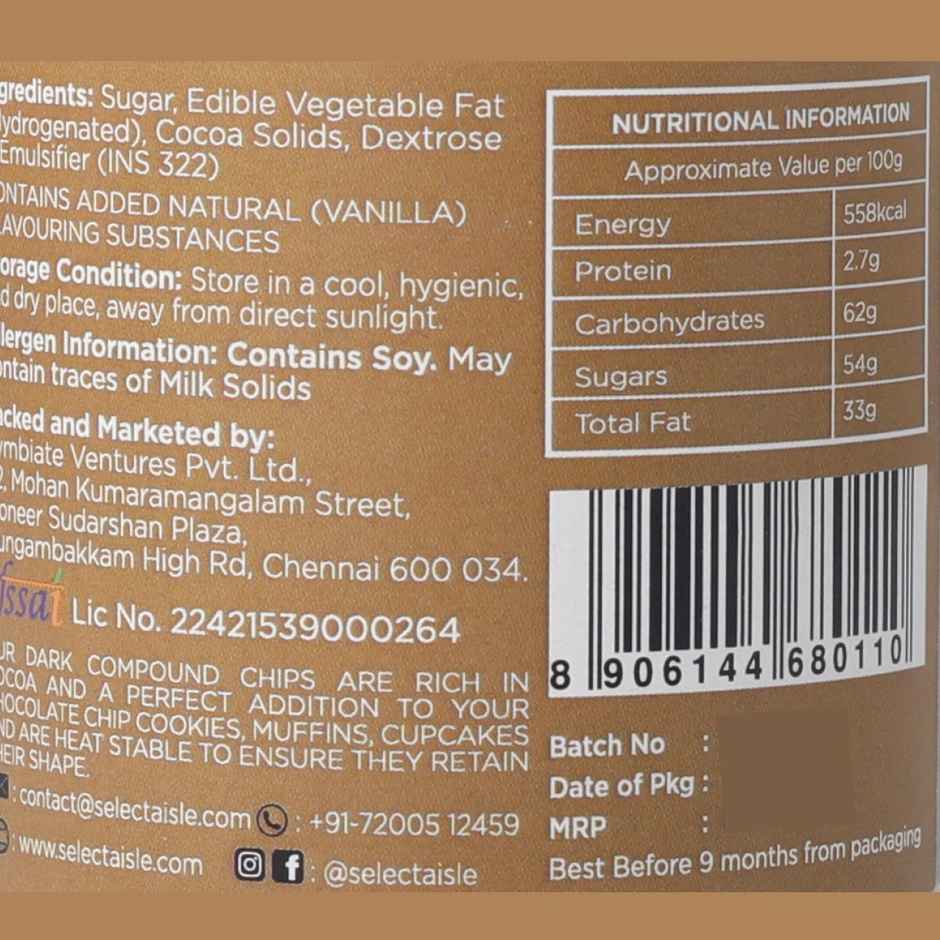 gredients: Sugar, Edible Vegetable Fat
ydrogenated), Cocoa Solids, Dextrose
Emulsifier (INS 322)
ONTAINS ADDED NATURAL (VANILLA)
AVOURING SUBSTANCES
orage Condition: Store in a cool, hygienic,
d dry place, away from direct sunlight.
lergen Information: Contains Soy. May
ontain traces of Milk Solids
acked and Marketed by:
ymbiate Ventures Pvt. Ltd.,
2, Mohan Kumaramangalam Street,
oneer Sudarshan Plaza,
ungambakkam High Rd, Chennai 600 034.
fssai Lic No. 22421539000264
UR DARK COMPOUND CHIPS ARE RICH IN
OCOA AND A PERFECT ADDITION TO YOUR
HOCOLATE CHIP COOKIES, MUFFINS, CUPCAKES
ND ARE HEAT STABLE TO ENSURE THEY RETAIN
HEIR SHAPE.
: contact@selectaisle.com : +91-72005 12459
: www.selectaisle.com : @selectaisle
NUTRITIONAL INFORMATION
Approximate Value per 100g
Energy 558kcal
Protein 2.7g
Carbohydrates 62g
Sugars 54g
Total Fat 33g
8 906144 680110
Batch No :
Date of Pkg :
MRP :
Best Before 9 months from packaging